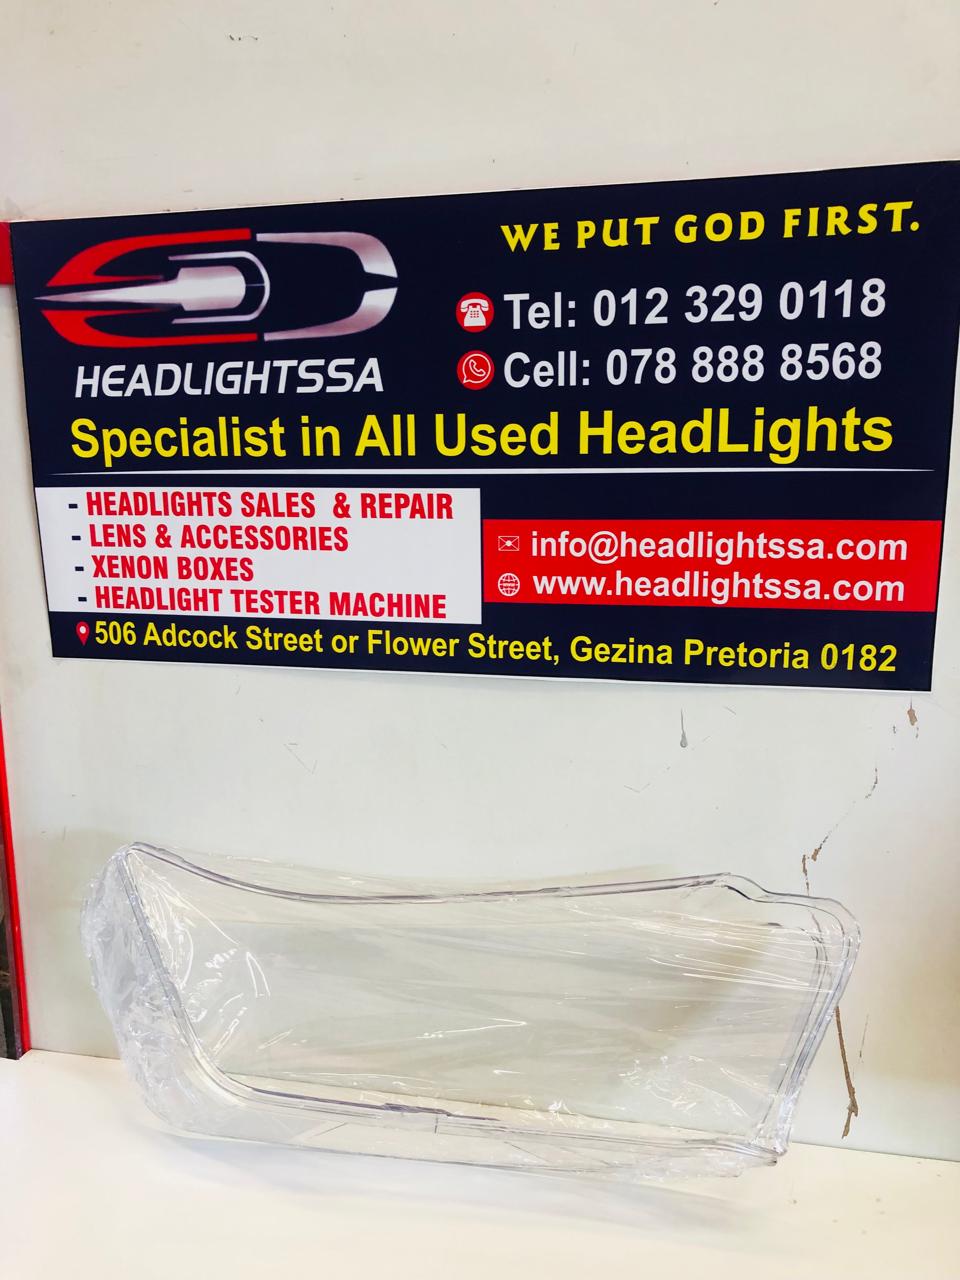 WE PUT GOD FIRST.
Tel: 012 329 0118
Cell: 078 888 8568
HEADLIGHTSSA
Specialist in All Used HeadLights
- HEADLIGHTS SALES & REPAIR
- LENS & ACCESSORIES
- XENON BOXES
- HEADLIGHT TESTER MACHINE
info@headlightssa.com
www.headlightssa.com
506 Adcock Street or Flower Street, Gezina Pretoria 0182